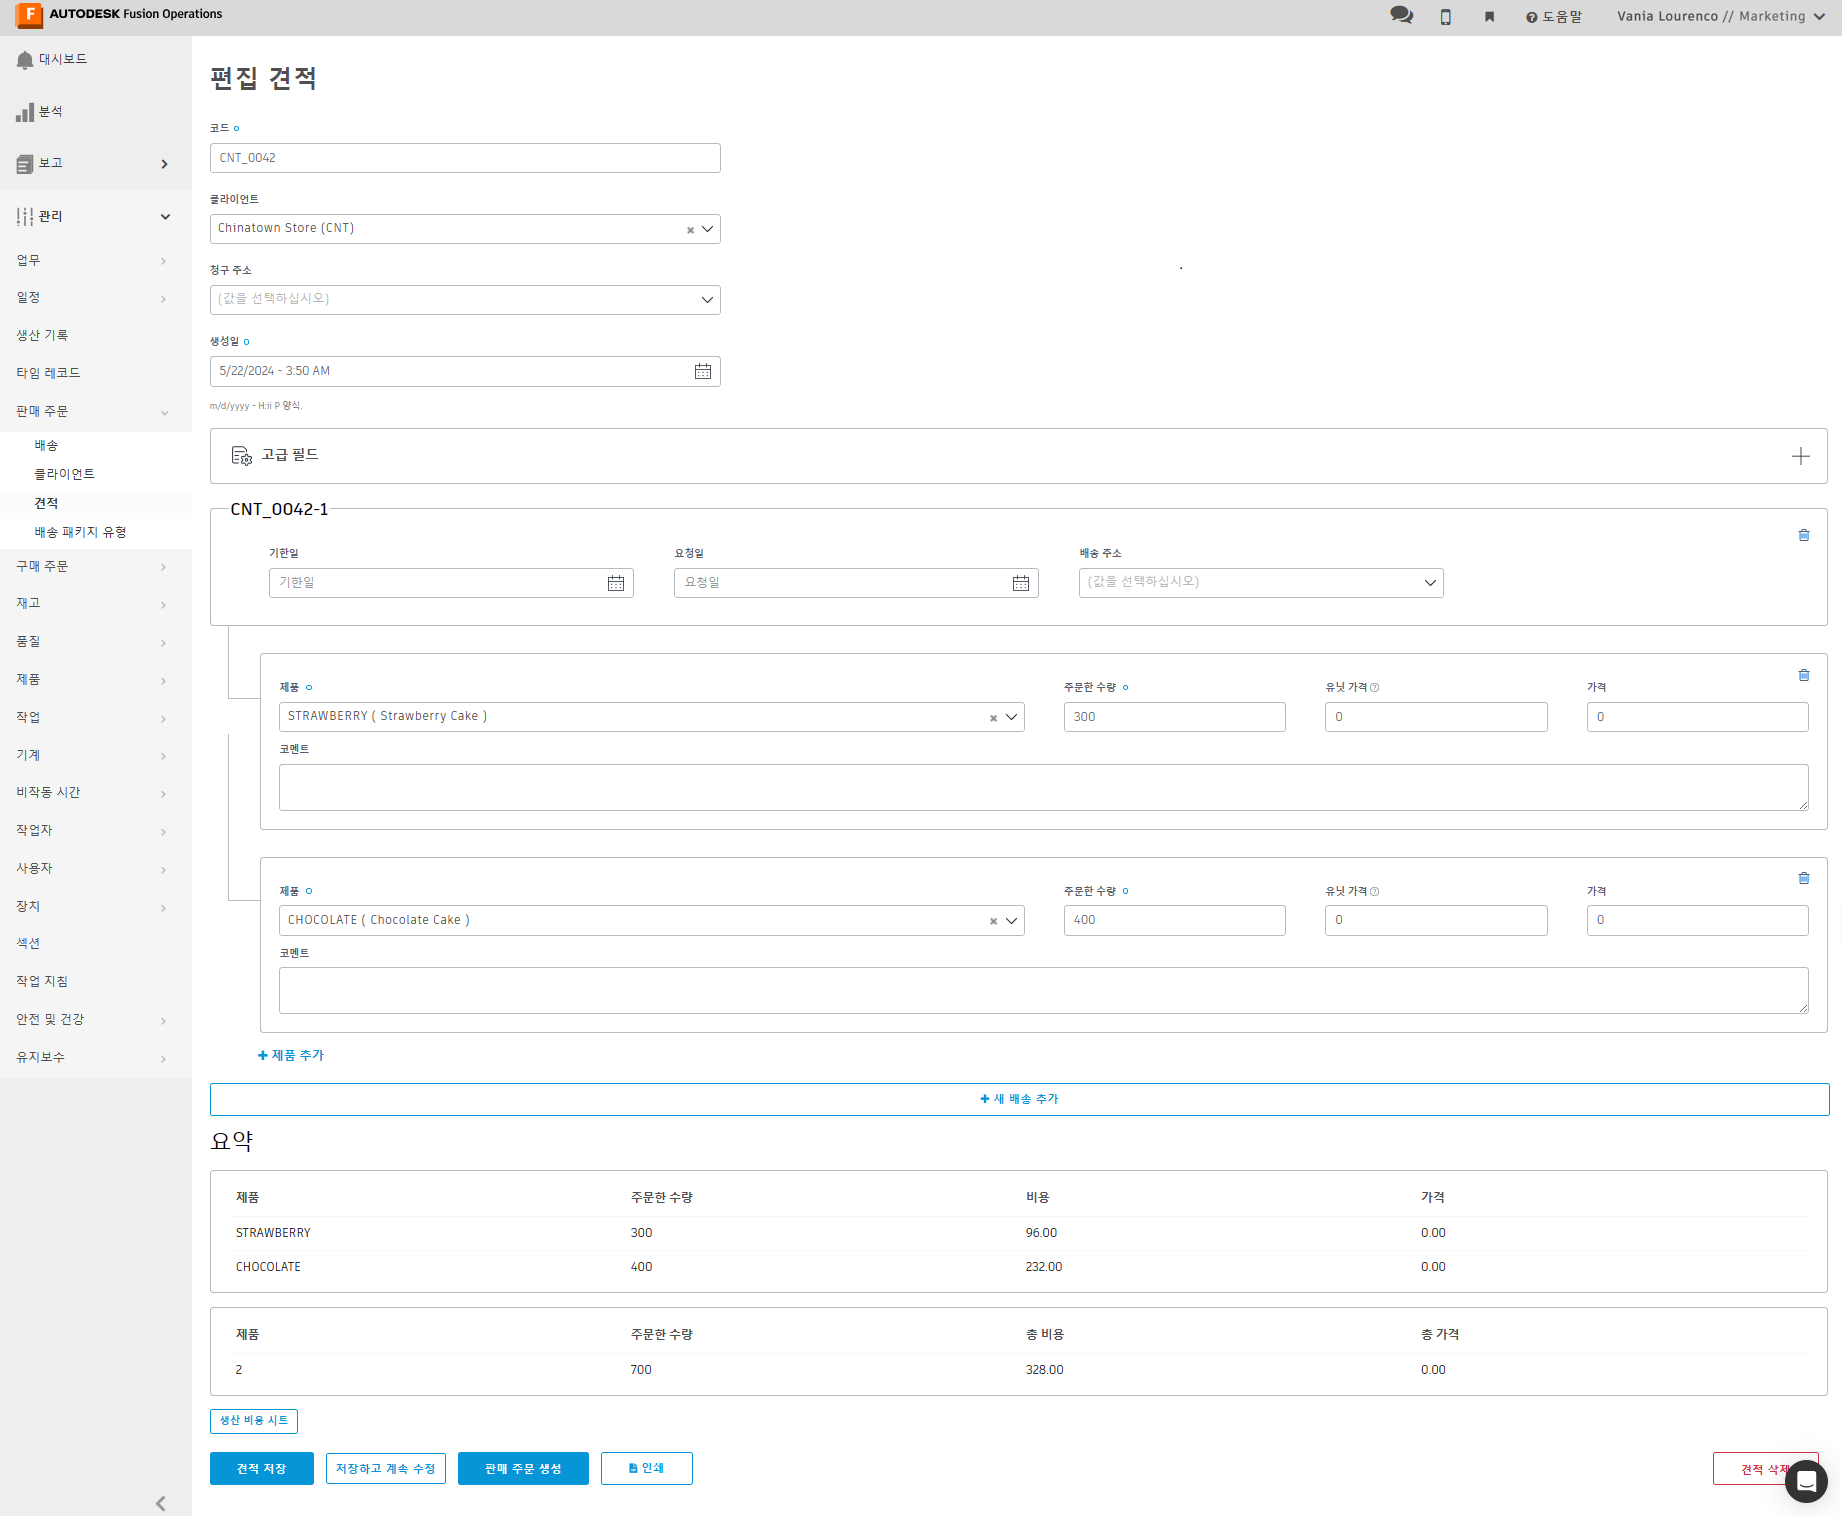 AUTODESK Fusion Operations
도움말
Vania Lourenco // Marketing
대시보드
분석
보고
관리
업무
일정
생산 기록
타임 레코드
판매 주문
배송
클라이언트
견적
배송 패키지 유형
구매 주문
재고
품질
제품
작업
기계
비작동 시간
작업자
사용자
장치
섹션
작업 지침
안전 및 건강
유지보수
편집 견적
코드
CNT_0042
클라이언트
Chinatown Store (CNT)
청구 주소
(값을 선택하십시오)
생성일
5/22/2024 - 3:50 AM
m/d/yyyy - H:ii P 양식.
고급 필드
CNT_0042-1
기한일 요청일 배송 주소
기한일 요청일 (값을 선택하십시오)
제품 주문한 수량 유닛 가격 가격
STRAWBERRY ( Strawberry Cake ) 300 0 0
코멘트
제품 주문한 수량 유닛 가격 가격
CHOCOLATE ( Chocolate Cake ) 400 0 0
코멘트
+ 제품 추가
+ 새 배송 추가
요약
제품 주문한 수량 비용 가격
STRAWBERRY 300 96.00 0.00
CHOCOLATE 400 232.00 0.00
제품 주문한 수량 총 비용 총 가격
2 700 328.00 0.00
생산 비용 시트
견적 저장 저장하고 계속 수정 판매 주문 생성 인쇄 견적 삭제